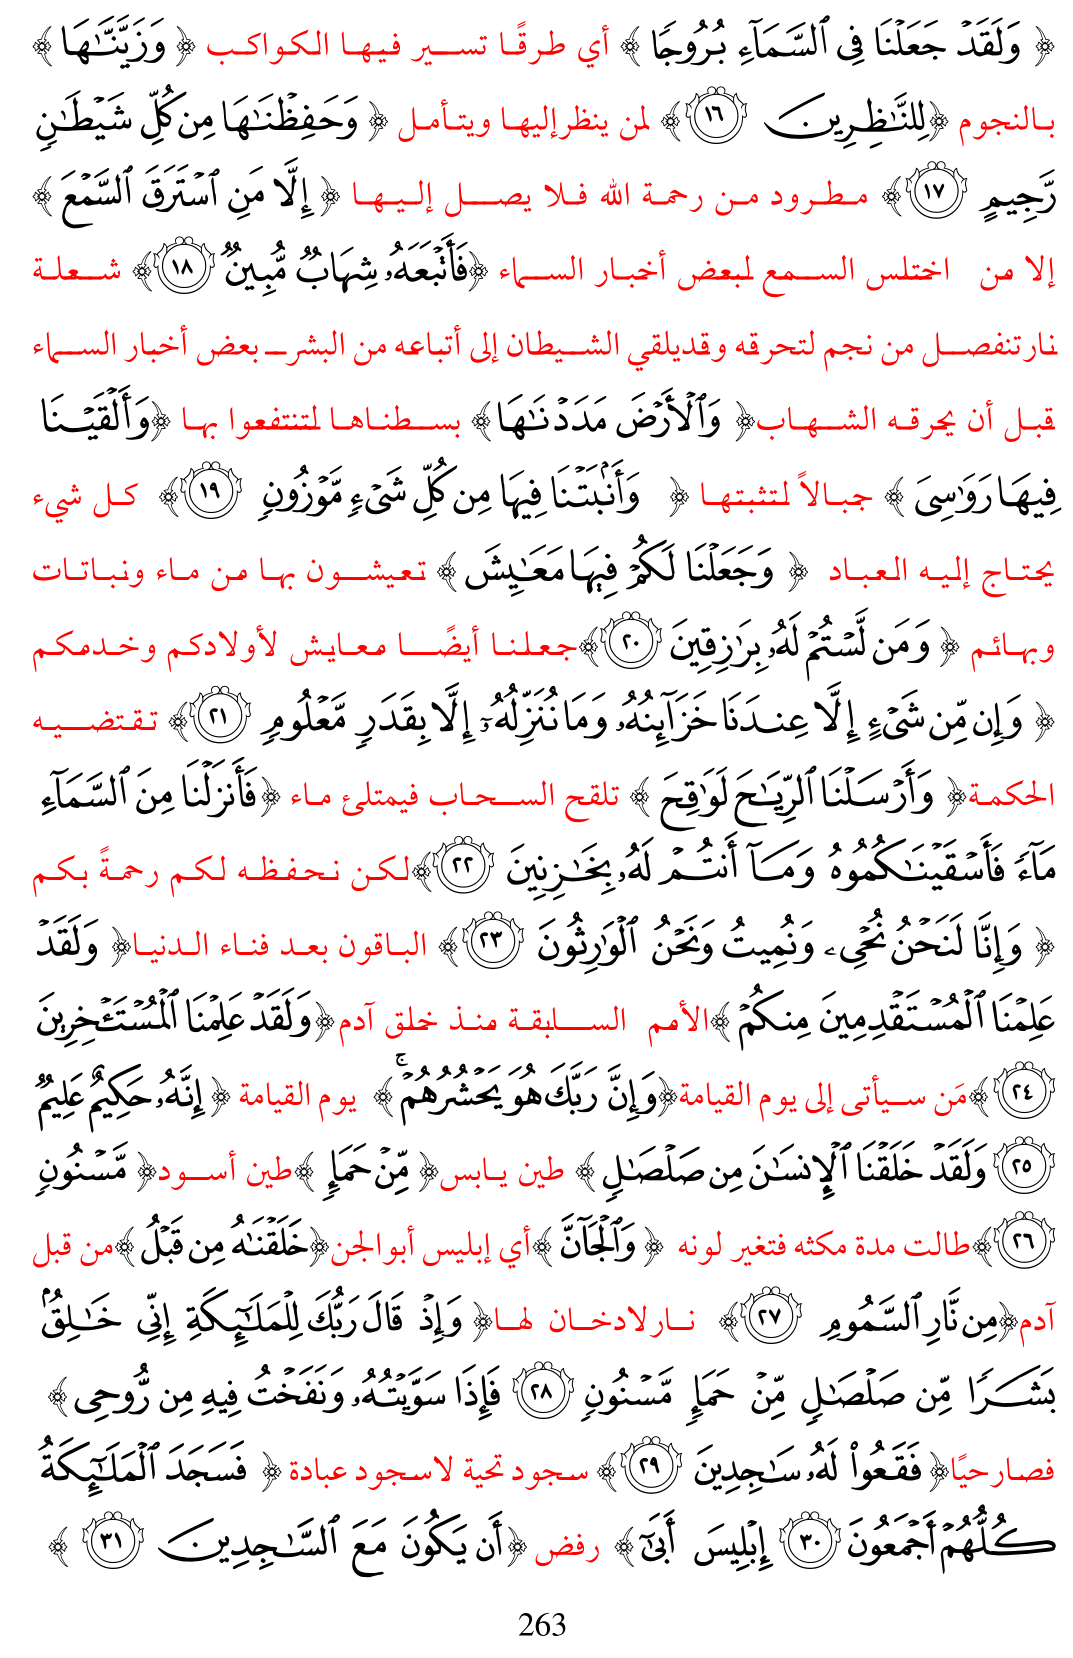 ﴿ وَلَقَدْ جَعَلْنَا فِى ٱلسَّمَآءِ بُرُوجًا ﴾ أي طرقًا تسير فيها الكواكب ﴿ وَزَيَّنَّـٰهَا ﴾
بالنجوم ﴿لِلنَّـٰظِرِينَ ١٦﴾ لمن ينظر إليها ويتأمل ﴿ وَحَفِظْنَـٰهَا مِن كُلِّ شَيْطَـٰنٍ
رَّجِيمٍ ١٧﴾ مطرود من رحمة الله فلا يصل إليها ﴿ إِلَّا مَنِ ٱسْتَرَقَ ٱلسَّمْعَ ﴾
إلا من اختلس السمع لبعض أخبار السماء ﴿فَأَتْبَعَهُۥ شِهَابٌ مُّبِينٌ ١٨﴾ شعلة
نار تنفصل من نجم لتحرقه وقد يلقي الشيطان إلى أتباعه من البشر بعض أخبار السماء
قبل أن يحرقه الشهاب﴿ وَٱلْأَرْضَ مَدَدْنَـٰهَا﴾ بسطناها لتنتفعوا بها ﴿وَأَلْقَيْنَا
فِيهَا رَوَٰسِىَ ﴾ جبالاً لتثبتها ﴿ وَأَنۢبَتْنَا فِيهَا مِن كُلِّ شَىْءٍ مَّوْزُونٍ ١٩﴾ كل شيء
يحتاج إليه العباد ﴿ وَجَعَلْنَا لَكُمْ فِيهَا مَعَـٰيِشَ ﴾ تعيشون بها من ماء ونباتات
وبهائم ﴿ وَمَن لَّسْتُمْ لَهُۥ بِرَٰزِقِينَ ٢٠﴾جعلنا أيضًا معايش لأولادكم وخدمكم
﴿ وَإِن مِّن شَىْءٍ إِلَّا عِندَنَا خَزَآئِنُهُۥ وَمَا نُنَزِّلُهُۥٓ إِلَّا بِقَدَرٍ مَّعْلُومٍ ٢١﴾ تقتضيه
الحكمة﴿ وَأَرْسَلْنَا ٱلرِّيَـٰحَ لَوَٰقِحَ ﴾ تلقح السحاب فيمتلئ ماء ﴿فَأَنزَلْنَا مِنَ ٱلسَّمَآءِ
مَآءً فَأَسْقَيْنَـٰكُمُوهُ وَمَآ أَنتُمْ لَهُۥ بِخَـٰزِنِينَ ٢٢﴾لكن نحفظه لكم رحمةً بكم
﴿ وَإِنَّا لَنَحْنُ نُحْىِۦ وَنُمِيتُ وَنَحْنُ ٱلْوَٰرِثُونَ ٢٣﴾ الباقون بعد فناء الدنيا﴿ وَلَقَدْ
عَلِمْنَا ٱلْمُسْتَقْدِمِينَ مِنكُمْ ﴾الأمم السابقة منذ خلق آدم﴿وَلَقَدْ عَلِمْنَا ٱلْمُسْتَـْٔخِرِينَ
٢٤﴾مَن سيأتى إلى يوم القيامة﴿وَإِنَّ رَبَّكَ هُوَ يَحْشُرُهُمْ ۚ﴾ يوم القيامة ﴿ إِنَّهُۥ حَكِيمٌ عَلِيمٌ
٢٥﴾ وَلَقَدْ خَلَقْنَا ٱلْإِنسَـٰنَ مِن صَلْصَـٰلٍ ﴾ طين يابس﴿ مِّنْ حَمَإٍ ﴾طين أسود﴿ مَّسْنُونٍ
٢٦﴾طالت مدة مكثه فتغير لونه ﴿ وَٱلْجَآنَّ ﴾أي إبليس أبو الجن﴿خَلَقْنَـٰهُ مِن قَبْلُ ﴾من قبل
آدم﴿مِن نَّارِ ٱلسَّمُومِ ٢٧﴾ نار لادخان لها﴿ وَإِذْ قَالَ رَبُّكَ لِلْمَلَـٰٓئِكَةِ إِنِّى خَـٰلِقٌۢ
بَشَرًا مِّن صَلْصَـٰلٍ مِّنْ حَمَإٍ مَّسْنُونٍ ٢٨ فَإِذَا سَوَّيْتُهُۥ وَنَفَخْتُ فِيهِ مِن رُّوحِى ﴾
فصار حيًا﴿ فَقَعُوا۟ لَهُۥ سَـٰجِدِينَ ٢٩﴾ سجود تحية لاسجود عبادة ﴿ فَسَجَدَ ٱلْمَلَـٰٓئِكَةُ
كُلُّهُمْ أَجْمَعُونَ ٣٠ إِبْلِيسَ أَبَىٰٓ ﴾ رفض ﴿أَن يَكُونَ مَعَ ٱلسَّـٰجِدِينَ ٣١ ﴾
263